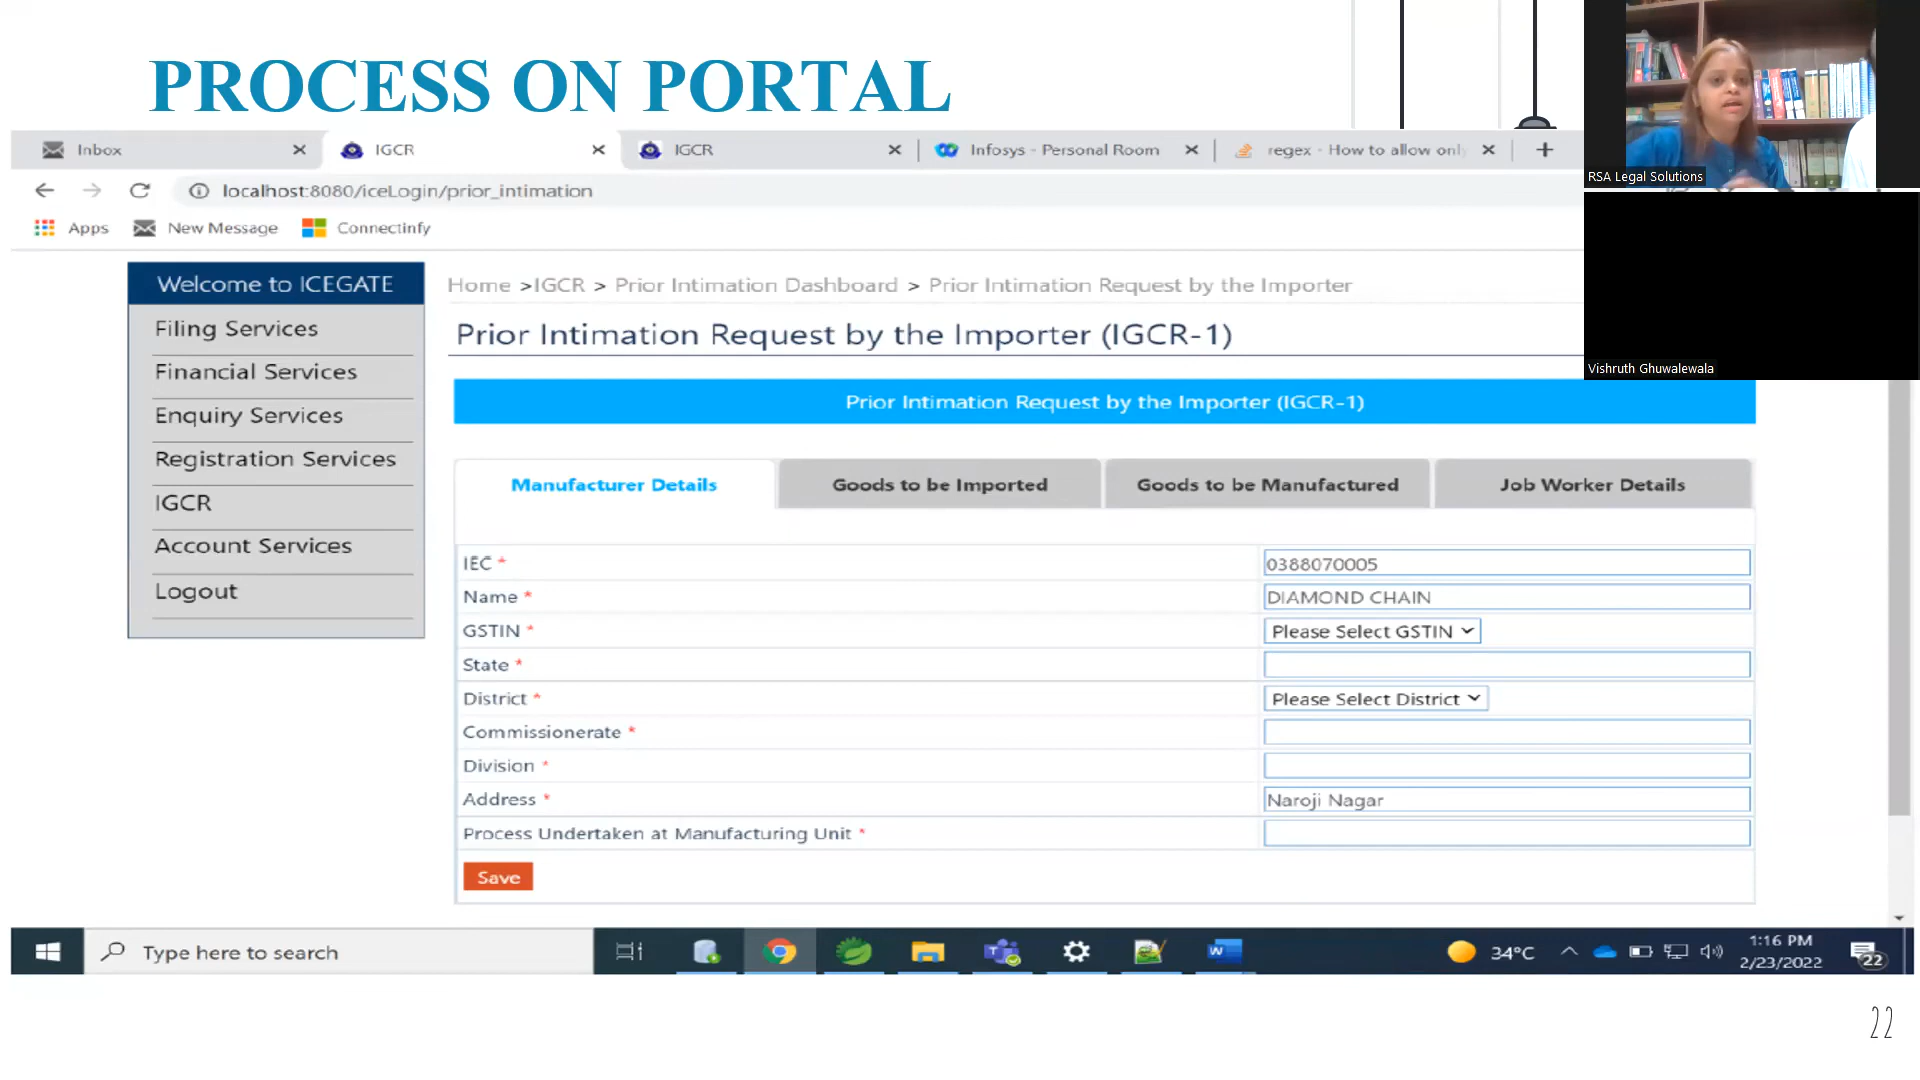 PROCESS ON PORTAL
RSA Legal Solutions
Vishruth Ghuwalewala
Inbox
IGCR
IGCR
Infosys - Personal Room
regex - How to allow onl
localhost:8080/iceLogin/prior_intimation
Apps
New Message
Connectinfy
Welcome to ICEGATE
Filing Services
Financial Services
Enquiry Services
Registration Services
IGCR
Account Services
Logout
Home >IGCR > Prior Intimation Dashboard > Prior Intimation Request by the Importer
Prior Intimation Request by the Importer (IGCR-1)
Prior Intimation Request by the Importer (IGCR-1)
Manufacturer Details
Goods to be Imported
Goods to be Manufactured
Job Worker Details
IEC * 0388070005
Name * DIAMOND CHAIN
GSTIN * Please Select GSTIN
State *
District * Please Select District
Commissionerate *
Division *
Address * Naroji Nagar
Process Undertaken at Manufacturing Unit *
Save
Type here to search
34°C
1:16 PM
2/23/2022
22
22